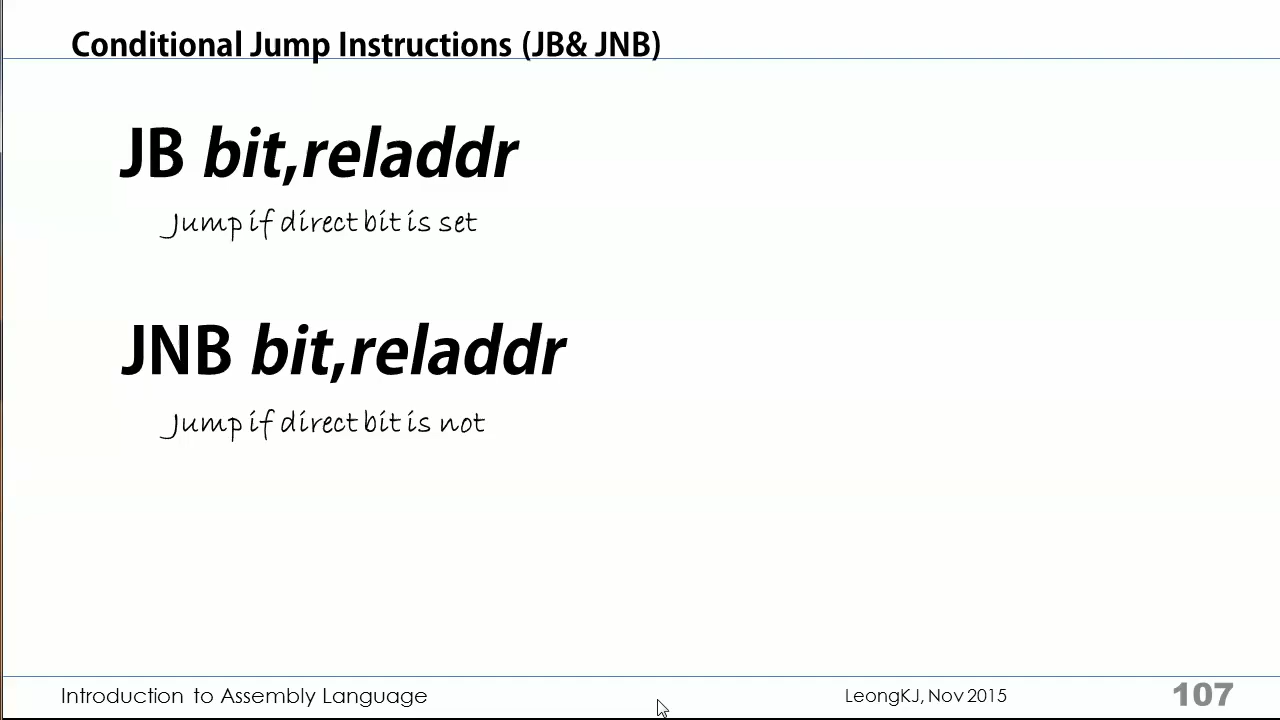 Conditional Jump Instructions (JB& JNB)
JB bit,reladdr
Jump if direct bit is set
JNB bit,reladdr
Jump if direct bit is not
Introduction to Assembly Language
LeongKJ, Nov 2015
107